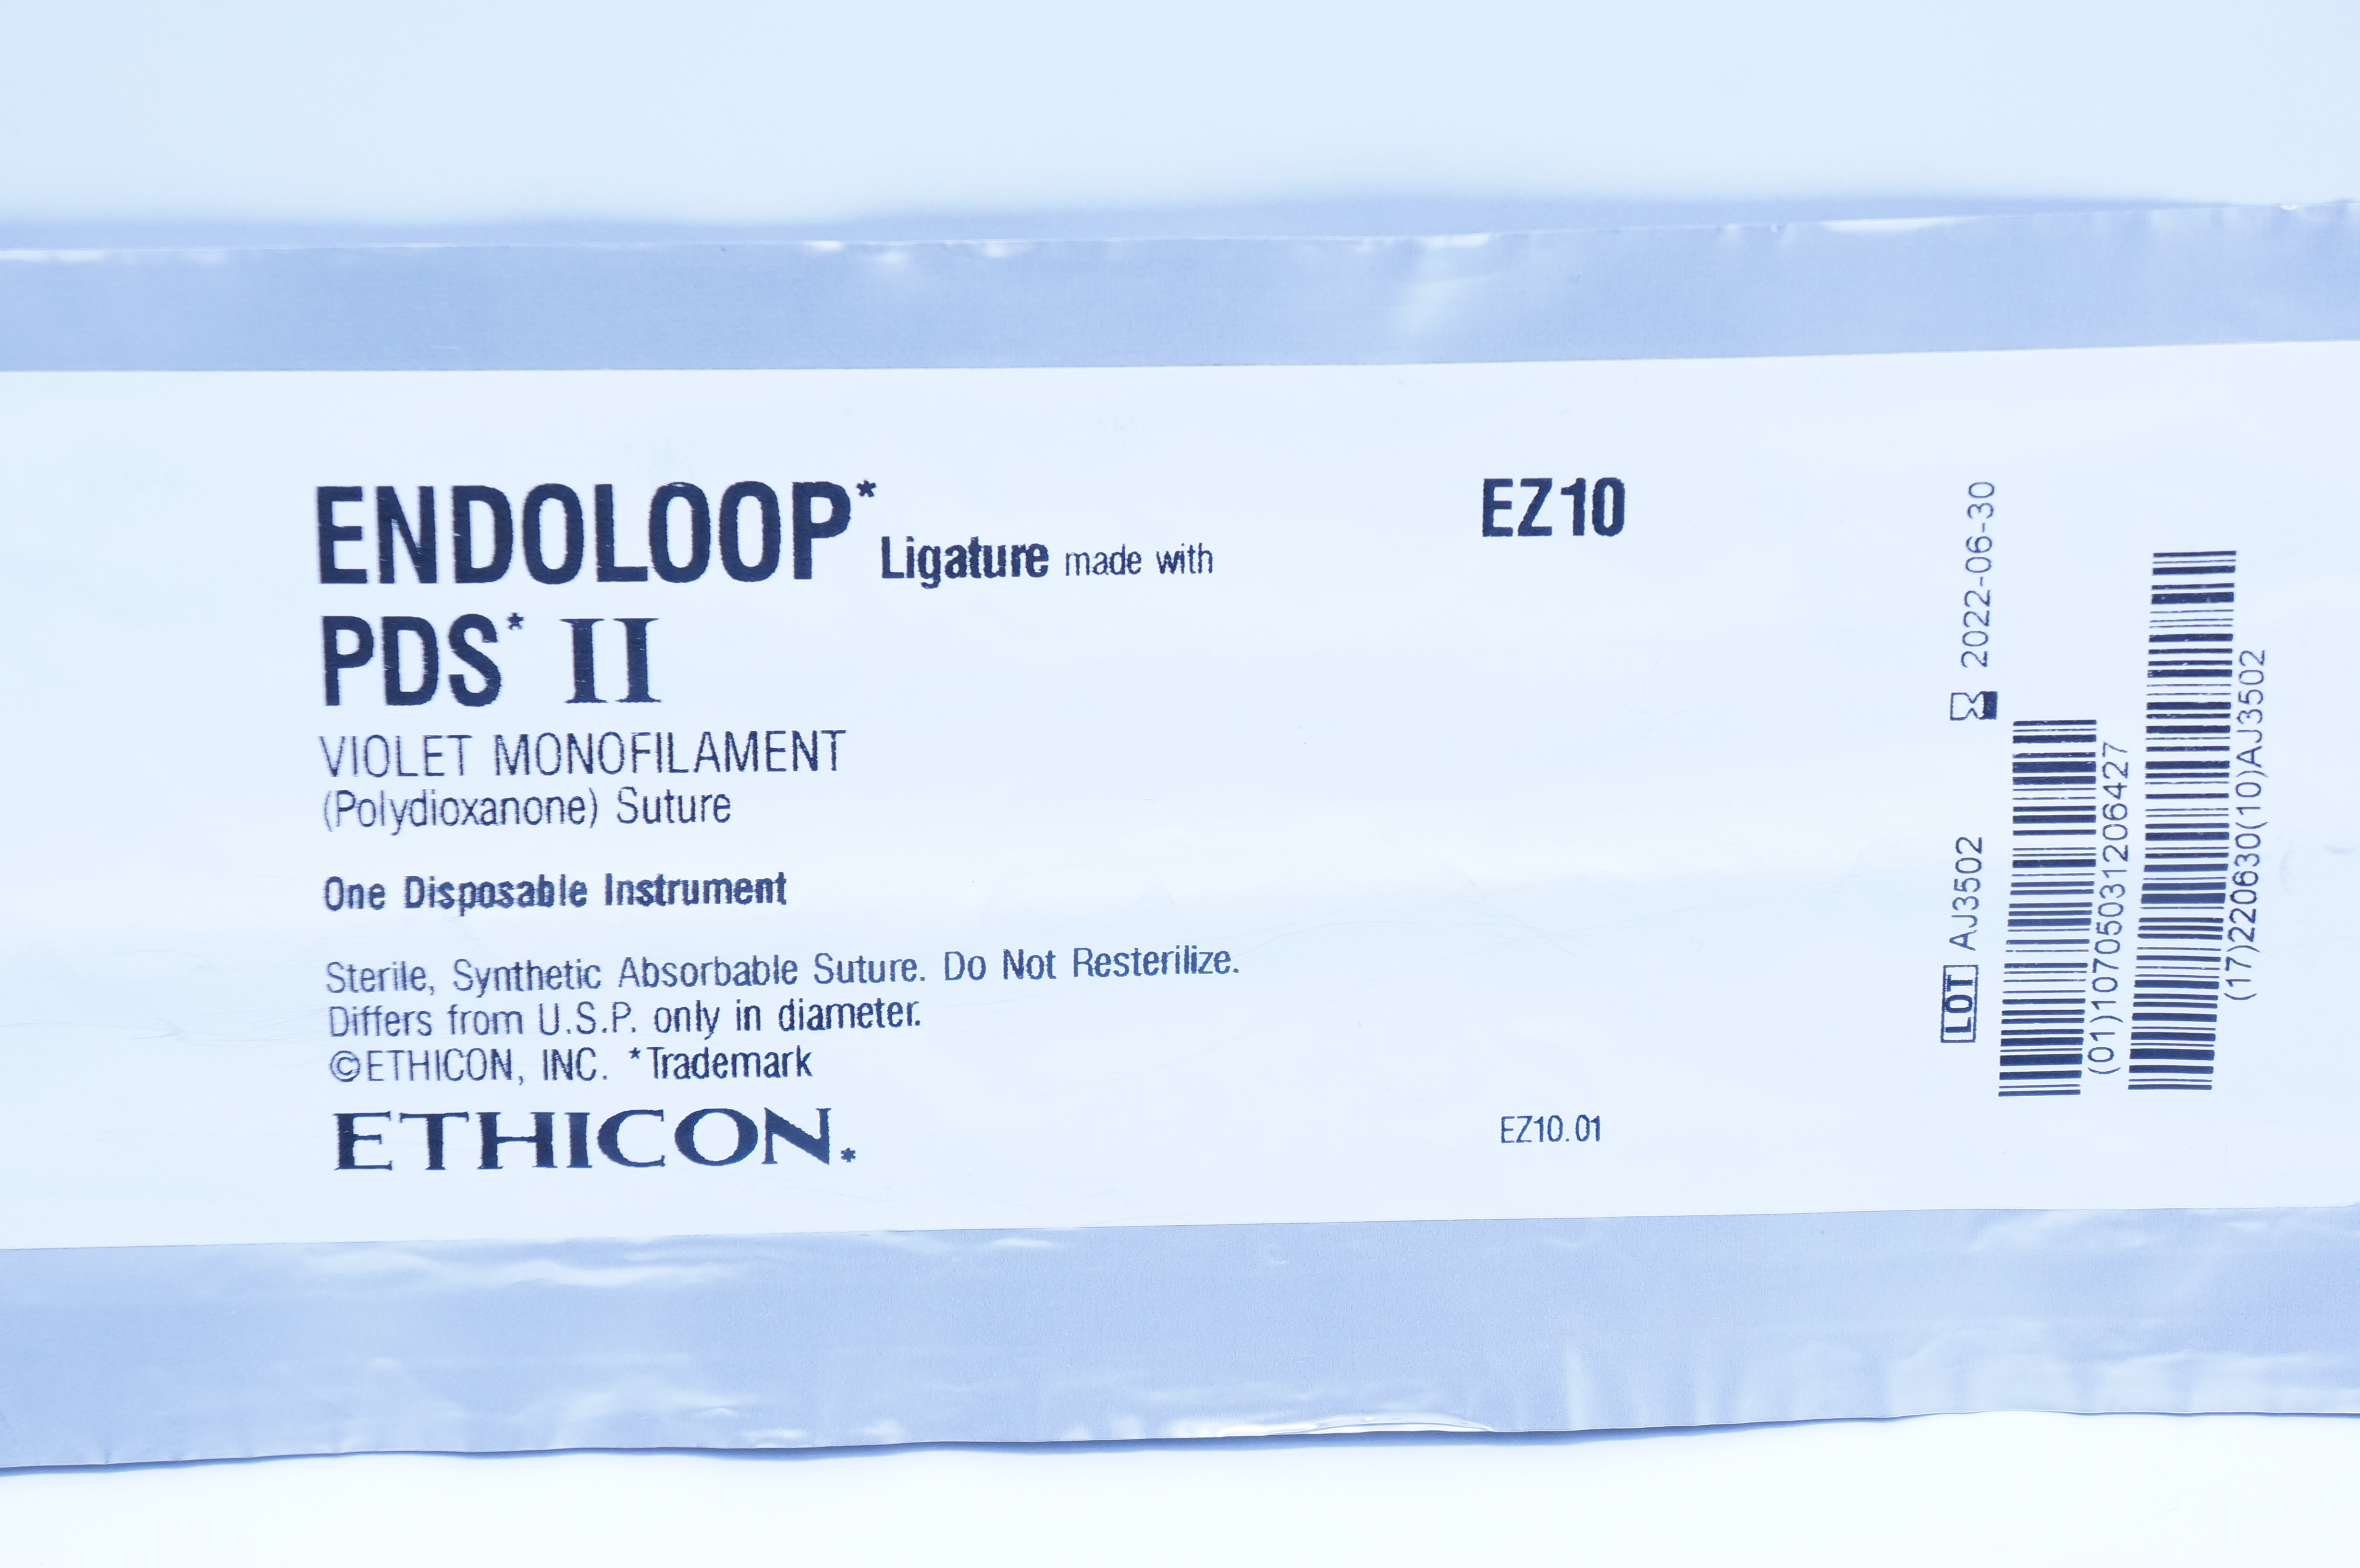 ENDOLOOP* Ligature made with
PDS* II
VIOLET MONOFILAMENT
(Polydioxanone) Suture
One Disposable Instrument
Sterile, Synthetic Absorbable Suture. Do Not Resterilize.
Differs from U.S.P. only in diameter.
©ETHICON, INC. *Trademark
ETHICON.*
EZ10
EZ10.01
LOT AJ3502
2022-06-30
(01)10705031206427
(17)220630(10)AJ3502